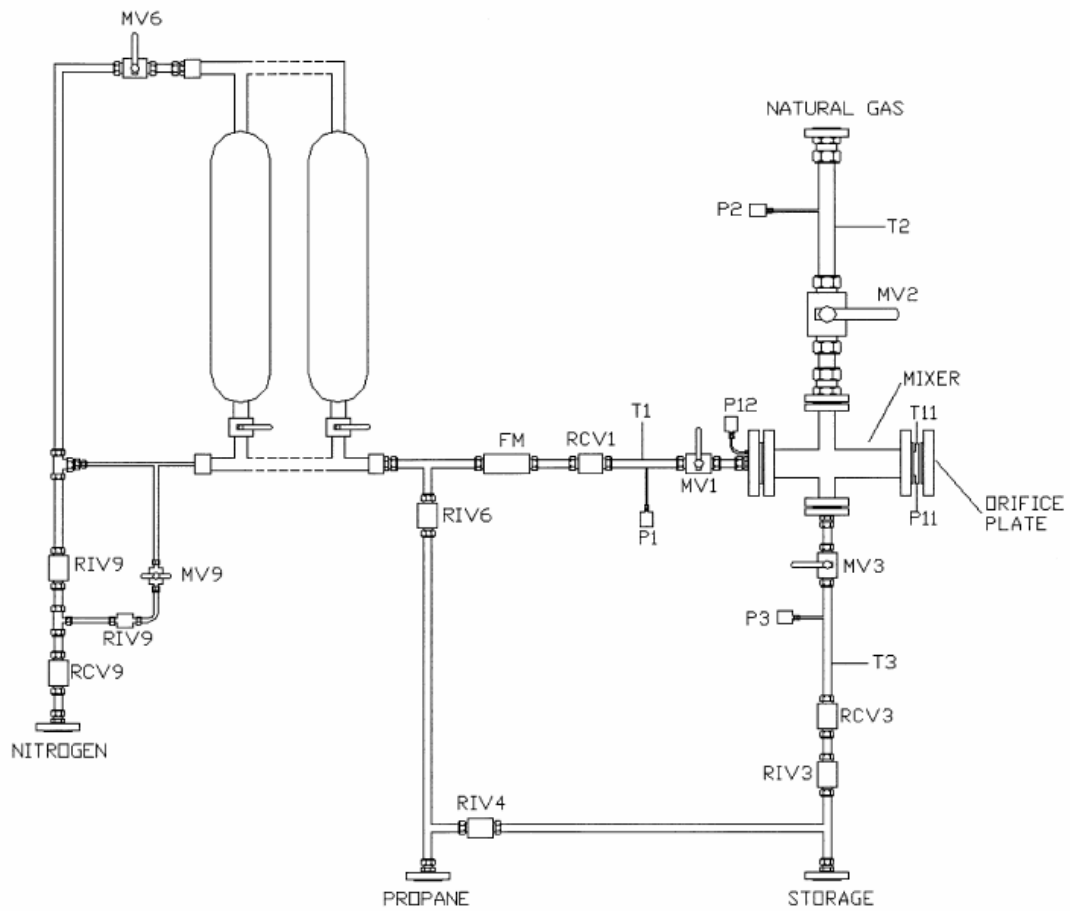 MV6
NATURAL GAS
P2
T2
MV2
MIXER
P12
T1
T11
FM
RCV1
MV1
P11
ORIFICE
PLATE
RIV6
P1
RIV9
MV9
MV3
RIV9
P3
RCV9
T3
NITROGEN
RCV3
RIV3
RIV4
PROPANE
STORAGE